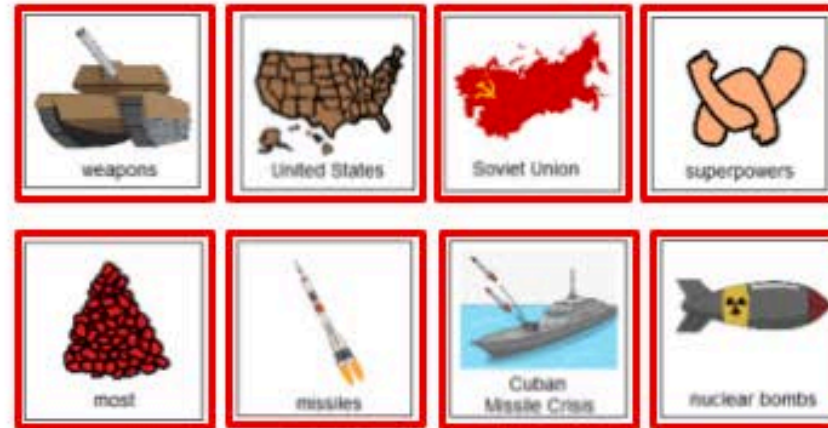 weapons
United States
Soviet Union
superpowers
most
missiles
Cuban
Missile Crisis
nuclear bombs